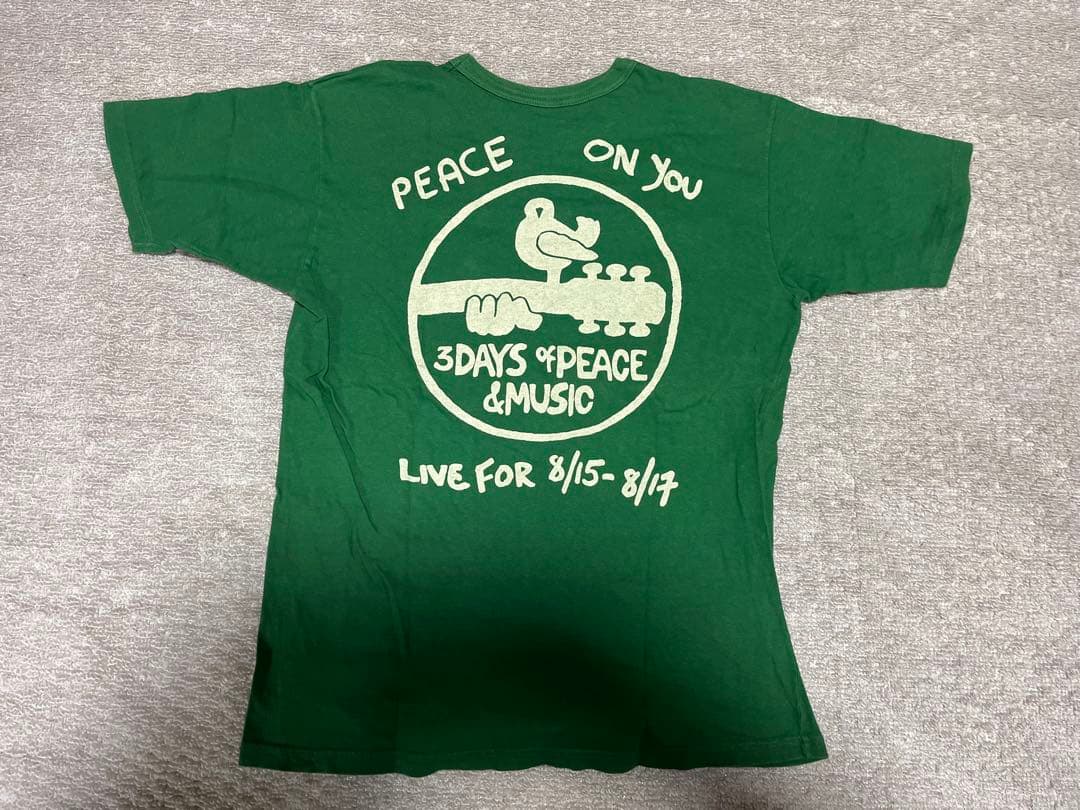 PEACE ON YOU
3DAYS of PEACE
&MUSIC
LIVE FOR 8/15-8/17